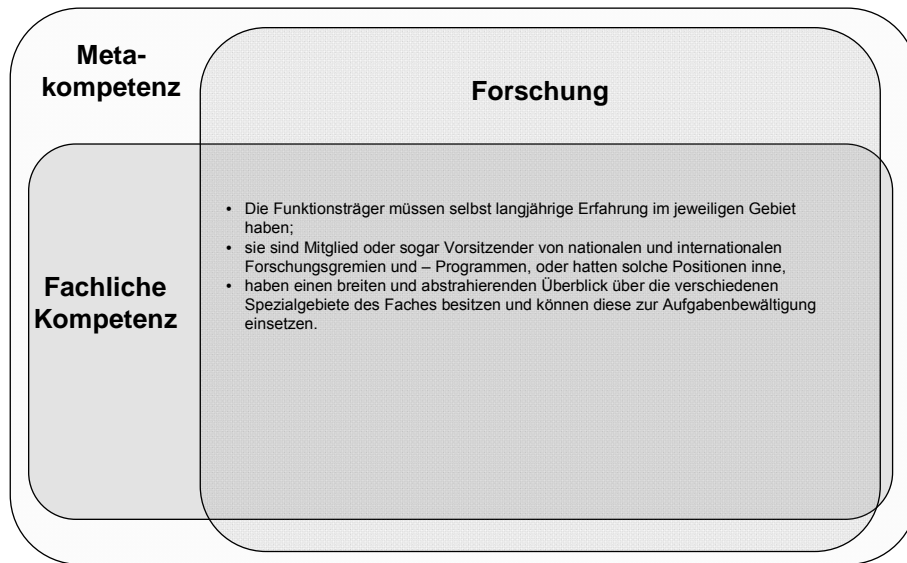 Meta-
kompetenz
Forschung
• Die Funktionsträger müssen selbst langjährige Erfahrung im jeweiligen Gebiet
haben;
• sie sind Mitglied oder sogar Vorsitzender von nationalen und internationalen
Forschungsgremien und – Programmen, oder hatten solche Positionen inne,
• haben einen breiten und abstrahierenden Überblick über die verschiedenen
Spezialgebiete des Faches besitzen und können diese zur Aufgabenbewältigung
einsetzen.
Fachliche
Kompetenz